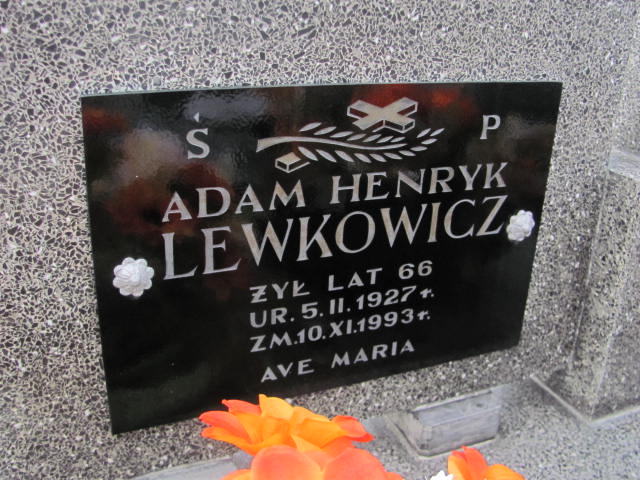 Ś P
ADAM HENRYK
LEWKOWICZ
ŻYŁ LAT 66
UR. 5. II. 1927 r.
ZM. 10. XI. 1993 r.
AVE MARIA